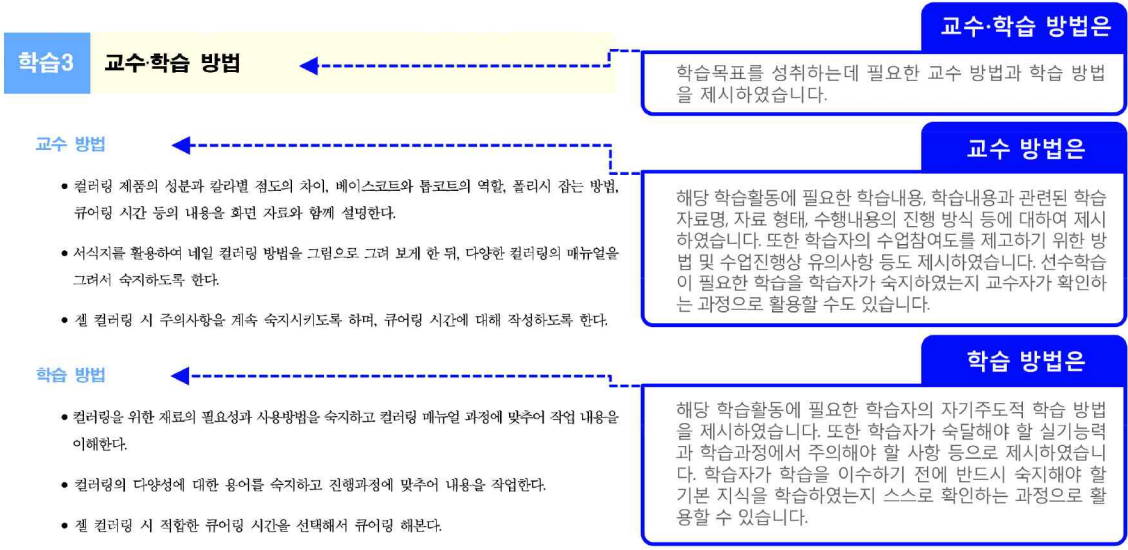 학습3 교수·학습 방법
교수·학습 방법은
학습목표를 성취하는데 필요한 교수 방법과 학습 방법
을 제시하였습니다.
교수 방법
• 컬러링 제품의 성분과 칼라별 점도의 차이, 베이스코트와 톱코트의 역할, 폴리시 잡는 방법,
큐어링 시간 등의 내용을 화면 자료와 함께 설명한다.
• 서식지를 활용하여 네일 컬러링 방법을 그림으로 그려 보게 한 뒤, 다양한 컬러링의 매뉴얼을
그려서 숙지하도록 한다.
• 젤 컬러링 시 주의사항을 계속 숙지시키도록 하며, 큐어링 시간에 대해 작성하도록 한다.
교수 방법은
해당 학습활동에 필요한 학습내용, 학습내용과 관련된 학습
자료명, 자료 형태, 수행내용의 진행 방식 등에 대하여 제시
하였습니다. 또한 학습자의 수업참여도를 제고하기 위한 방
법 및 수업진행상 유의사항 등도 제시하였습니다. 선수학습
이 필요한 학습을 학습자가 숙지하였는지 교수자가 확인하
는 과정으로 활용할 수도 있습니다.
학습 방법
• 컬러링을 위한 재료의 필요성과 사용방법을 숙지하고 컬러링 매뉴얼 과정에 맞추어 작업 내용을
이해한다.
• 컬러링의 다양성에 대한 용어를 숙지하고 진행과정에 맞추어 내용을 작업한다.
• 젤 컬러링 시 적합한 큐어링 시간을 선택해서 큐어링 해본다.
학습 방법은
해당 학습활동에 필요한 학습자의 자기주도적 학습 방법
을 제시하였습니다. 또한 학습자가 숙달해야 할 실기능력
과 학습과정에서 주의해야 할 사항 등으로 제시하였습니
다. 학습자가 학습을 이수하기 전에 반드시 숙지해야 할
기본 지식을 학습하였는지 스스로 확인하는 과정으로 활
용할 수 있습니다.